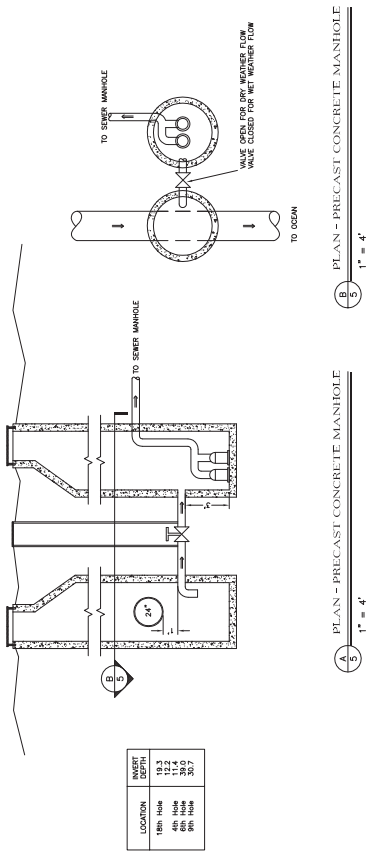 LOCATION INVERT DEPTH
18th Hole 19.3
12.2
4th Hole 11.4
6th Hole 39.0
9th Hole 30.7
B
5
24"
1'
3'
TO SEWER MANHOLE
A
5
PLAN - PRECAST CONCRETE MANHOLE
1" = 4'
TO SEWER MANHOLE
VALVE OPEN FOR DRY WEATHER FLOW
VALVE CLOSED FOR WET WEATHER FLOW
TO OCEAN
B
5
PLAN - PRECAST CONCRETE MANHOLE
1" = 4'